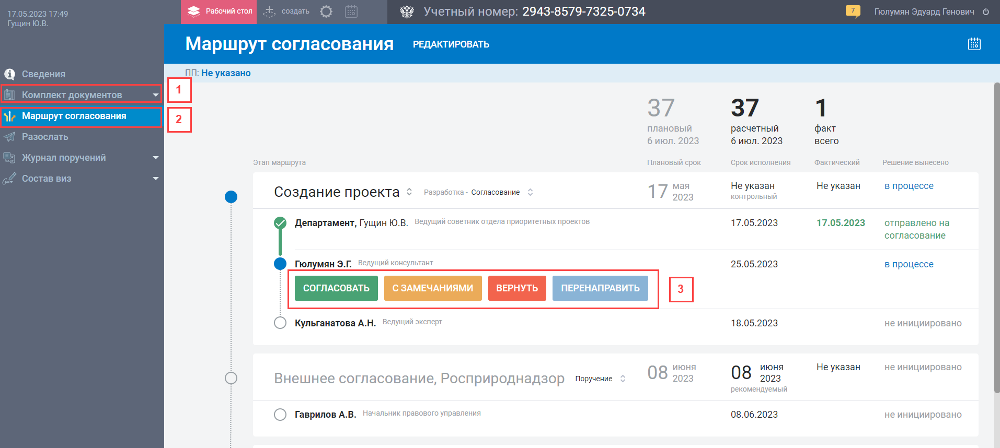 17.05.2023 17:49
Гущин Ю.В.
Рабочий стол
создать
Учетный номер: 2943-8579-7325-0734
7
Гюлумян Эдуард Генович
Маршрут согласования
РЕДАКТИРОВАТЬ
ПП: Не указано
Сведения
Комплект документов
1
Маршрут согласования
2
Разослать
Журнал поручений
Состав виз
37
плановый
6 июл. 2023
37
расчетный
6 июл. 2023
1
факт
всего
Этап маршрута
Плановый срок
Срок исполнения
Фактический
Решение вынесено
Создание проекта
Разработка - Согласование
17 мая
2023
Не указан
контрольный
Не указан
в процессе
Департамент, Гущин Ю.В.
Ведущий советник отдела приоритетных проектов
17.05.2023
17.05.2023
отправлено на
согласование
Гюлумян Э.Г.
Ведущий консультант
25.05.2023
в процессе
СОГЛАСОВАТЬ
С ЗАМЕЧАНИЯМИ
ВЕРНУТЬ
ПЕРЕНАПРАВИТЬ
3
Кульганатова А.Н.
Ведущий эксперт
18.05.2023
не инициировано
Внешнее согласование, Росприроднадзор
Поручение
08 июня
2023
08 июня
2023
рекомендуемый
Не указан
не инициировано
Гаврилов А.В.
Начальник правового управления
08.06.2023
не инициировано